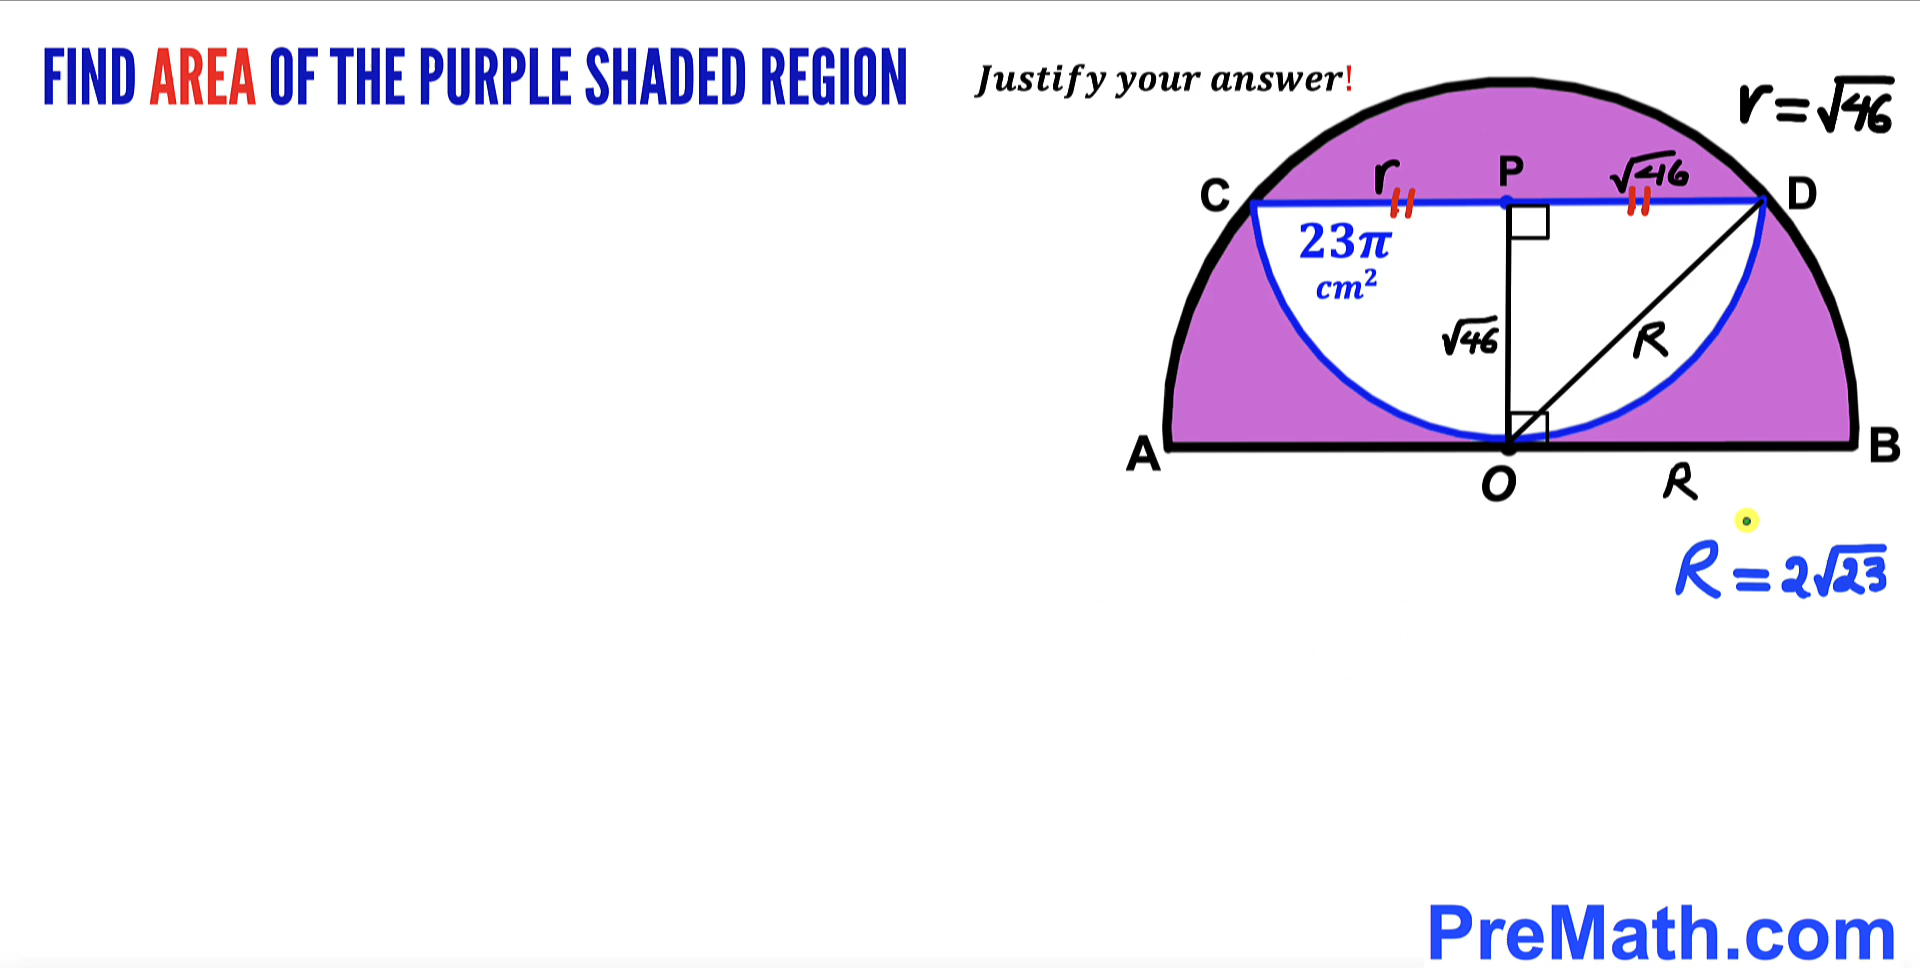 FIND AREA OF THE PURPLE SHADED REGION
Justify your answer!
r=√46
C
r
P
√46
D
23π
cm²
√46
R
A
B
O
R
R=2√23
PreMath.com